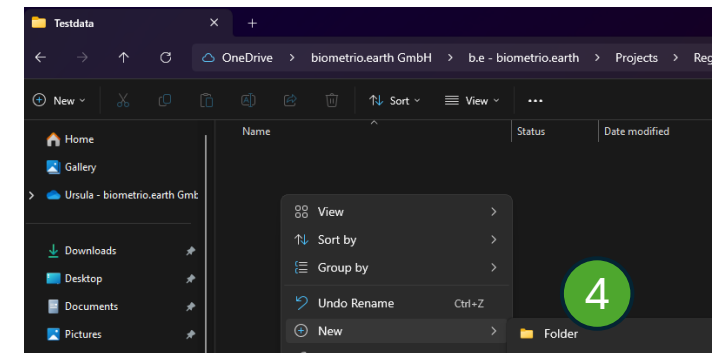 Testdata
OneDrive > biometrio.earth GmbH > b.e - biometrio.earth > Projects > Reg
New Sort View ...
Name Status Date modified
Home
Gallery
Ursula - biometrio.earth Gmb
Downloads
Desktop
Documents
Pictures
View
Sort by
Group by
Undo Rename Ctrl+Z
New
4
Folder